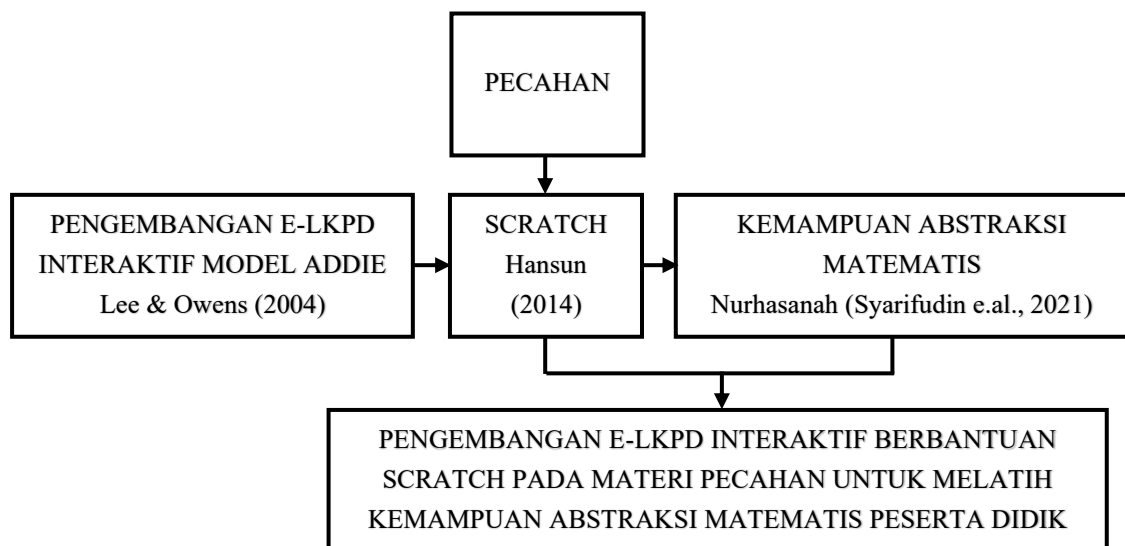 PECAHAN
PENGEMBANGAN E-LKPD
INTERAKTIF MODEL ADDIE
Lee & Owens (2004)
SCRATCH
Hansun
(2014)
KEMAMPUAN ABSTRAKSI
MATEMATIS
Nurhasanah (Syarifudin e.al., 2021)
PENGEMBANGAN E-LKPD INTERAKTIF BERBANTUAN
SCRATCH PADA MATERI PECAHAN UNTUK MELATIH
KEMAMPUAN ABSTRAKSI MATEMATIS PESERTA DIDIK